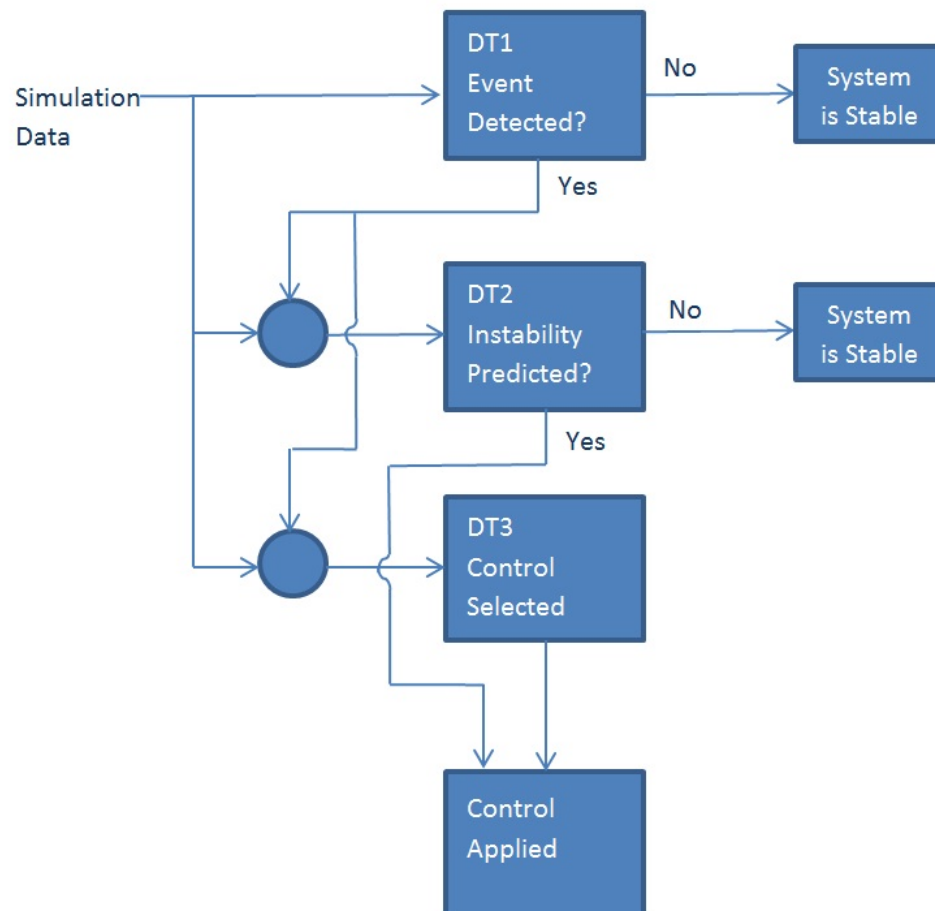 DT1
Event
Detected?
No
System
is Stable
Simulation
Data
Yes
DT2
Instability
Predicted?
No
System
is Stable
Yes
DT3
Control
Selected
Control
Applied